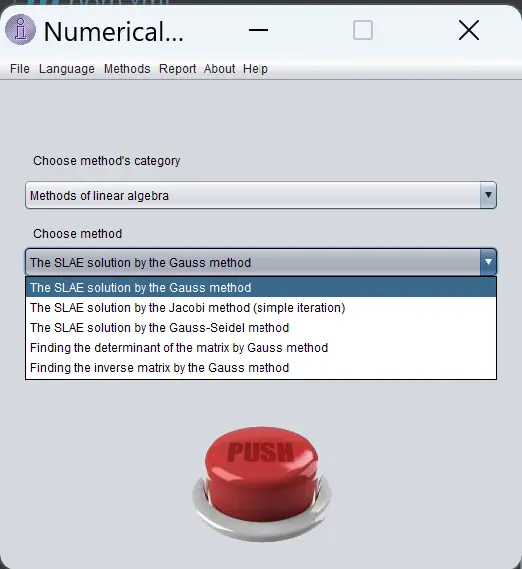 Numerical...
File Language Methods Report About Help
Choose method's category
Methods of linear algebra
Choose method
The SLAE solution by the Gauss method
The SLAE solution by the Gauss method
The SLAE solution by the Jacobi method (simple iteration)
The SLAE solution by the Gauss-Seidel method
Finding the determinant of the matrix by Gauss method
Finding the inverse matrix by the Gauss method
PUSH